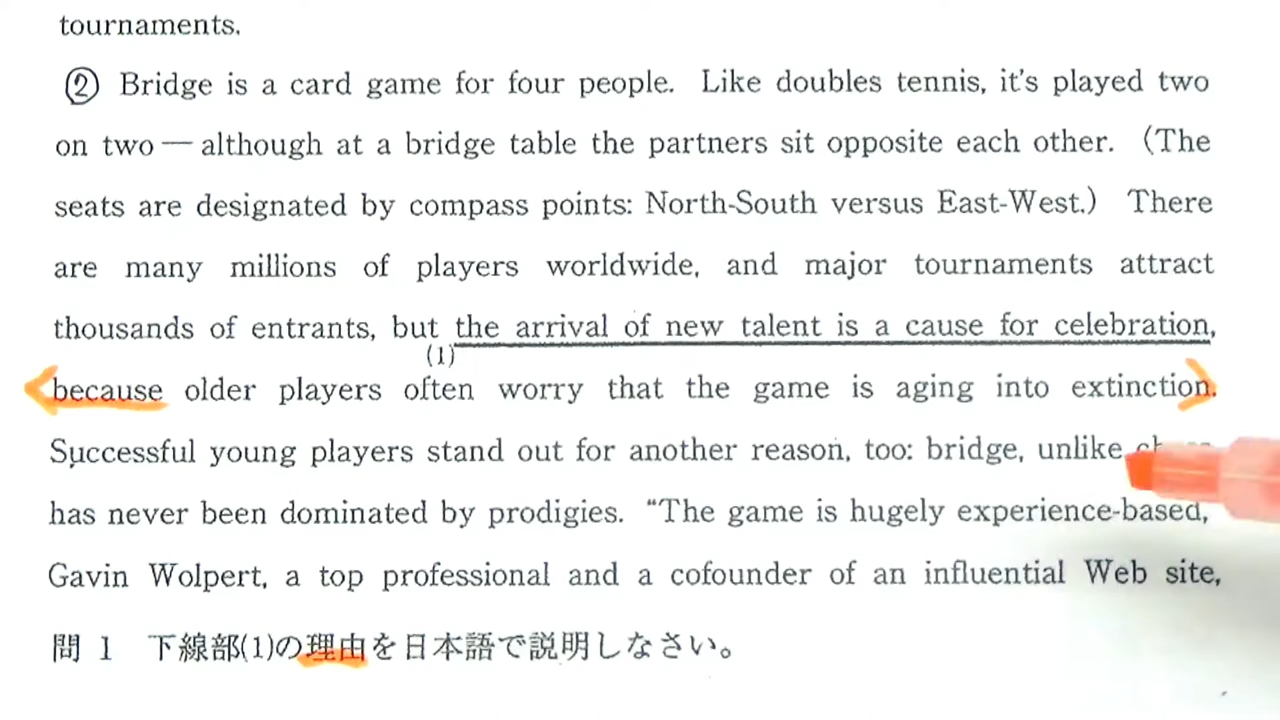 tournaments.
② Bridge is a card game for four people. Like doubles tennis, it's played two
on two — although at a bridge table the partners sit opposite each other. (The
seats are designated by compass points: North-South versus East-West.) There
are many millions of players worldwide, and major tournaments attract
thousands of entrants, but the arrival of new talent is a cause for celebration,
(1)
because older players often worry that the game is aging into extinction.
Successful young players stand out for another reason, too: bridge, unlike
has never been dominated by prodigies. “The game is hugely experience-based,
Gavin Wolpert, a top professional and a cofounder of an influential Web site,
問 1 下線部(1)の理由を日本語で説明しなさい。